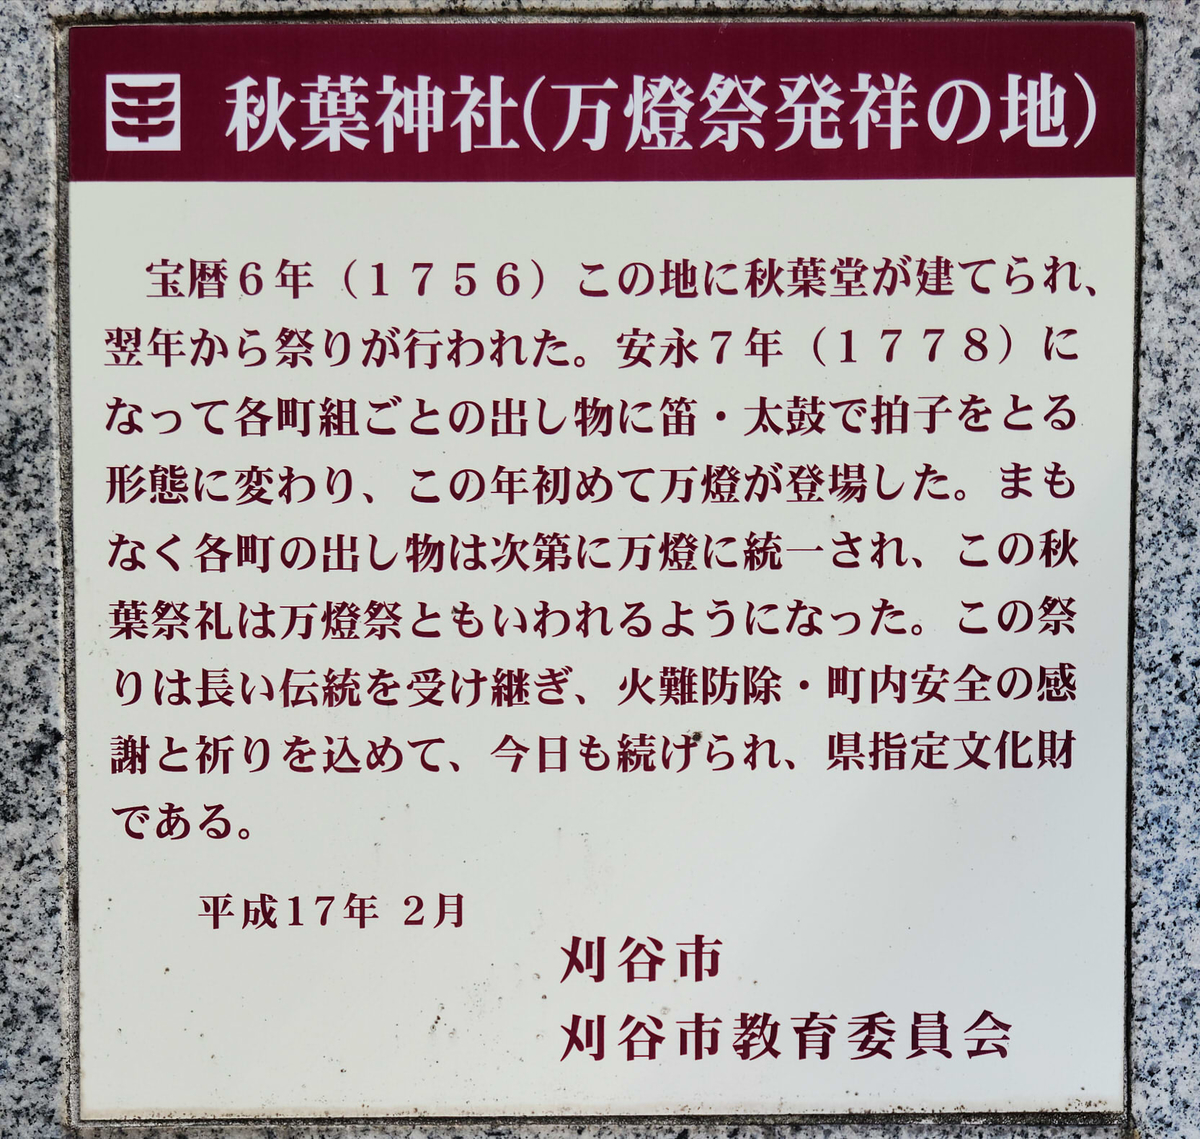 秋葉神社(万燈祭発祥の地)
宝暦６年（１７５６）この地に秋葉堂が建てられ、
翌年から祭りが行われた。安永７年（１７７８）に
なって各町組ごとの出し物に笛・太鼓で拍子をとる
形態に変わり、この年初めて万燈が登場した。まも
なく各町の出し物は次第に万燈に統一され、この秋
葉祭礼は万燈祭ともいわれるようになった。この祭
りは長い伝統を受け継ぎ、火難防除・町内安全の感
謝と祈りを込めて、今日も続げられ、県指定文化財
である。
平成17年 2月
刈谷市
刈谷市教育委員会